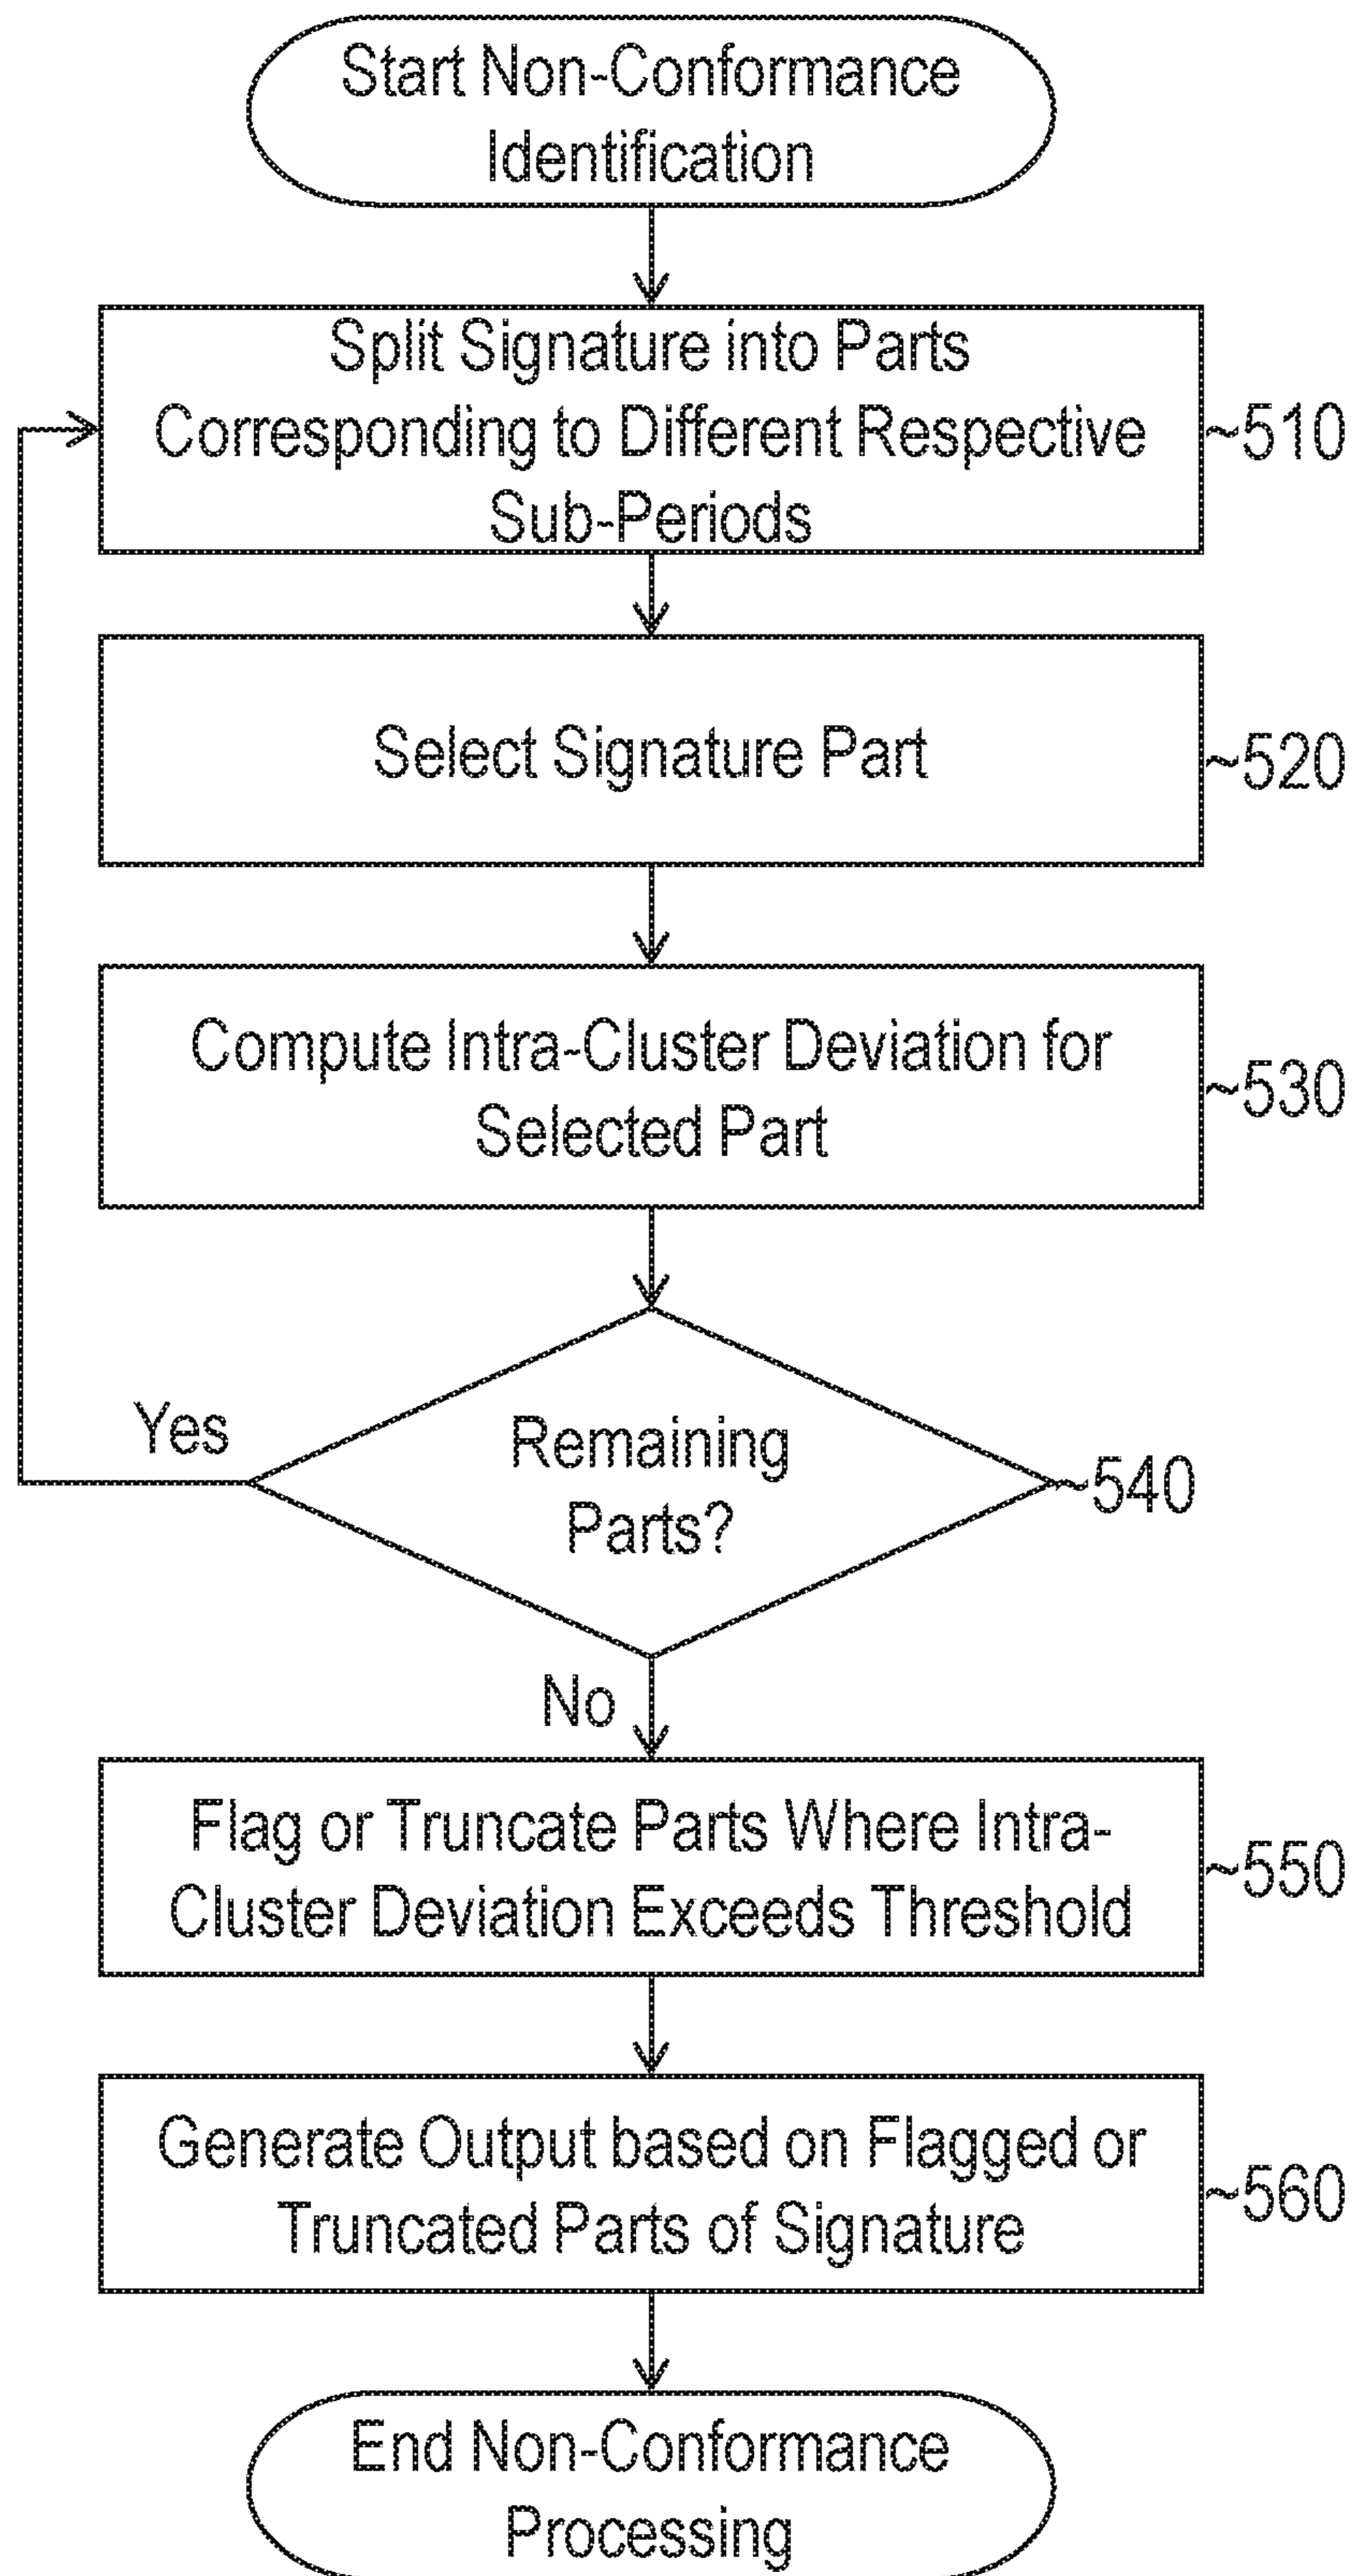 Start Non-Conformance
Identification
Split Signature into Parts
Corresponding to Different Respective
Sub-Periods
~510
Select Signature Part
~520
Compute Intra-Cluster Deviation for
Selected Part
~530
Yes
Remaining
Parts?
~540
No
Flag or Truncate Parts Where Intra-
Cluster Deviation Exceeds Threshold
~550
Generate Output based on Flagged or
Truncated Parts of Signature
~560
End Non-Conformance
Processing